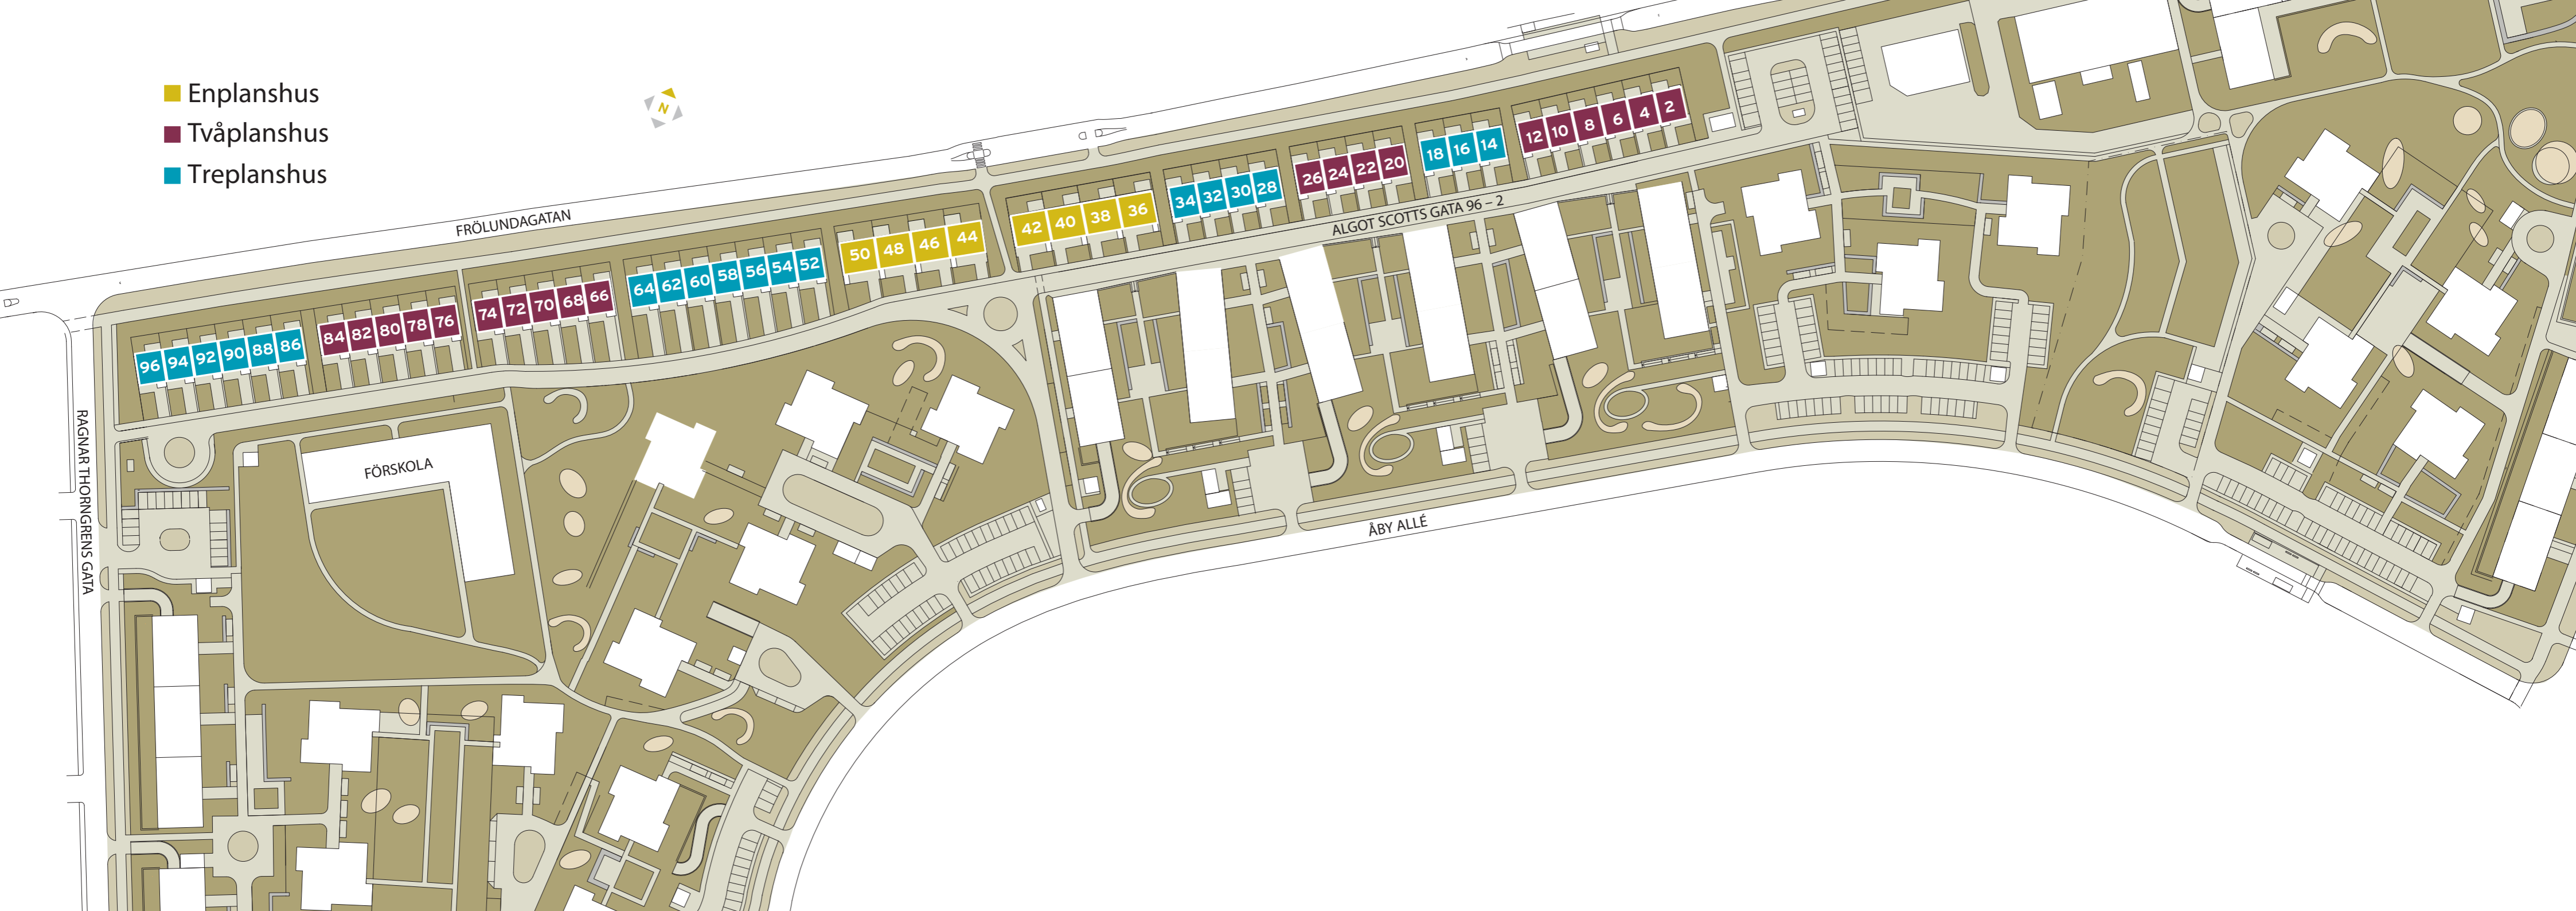 Enplanshus
Tvåplanshus
Treplanshus
N
FRÖLUNDAGATAN
12 10 8 6 4 2
18 16 14
26 24 22 20
34 32 30 28
42 40 38 36
50 48 46 44
64 62 60 58 56 54 52
74 72 70 68 66
84 82 80 78 76
96 94 92 90 88 86
ALGOT SCOTTS GATA 96 – 2
RAGNAR THORNGRENS GATA
FÖRSKOLA
ÅBY ALLÉ